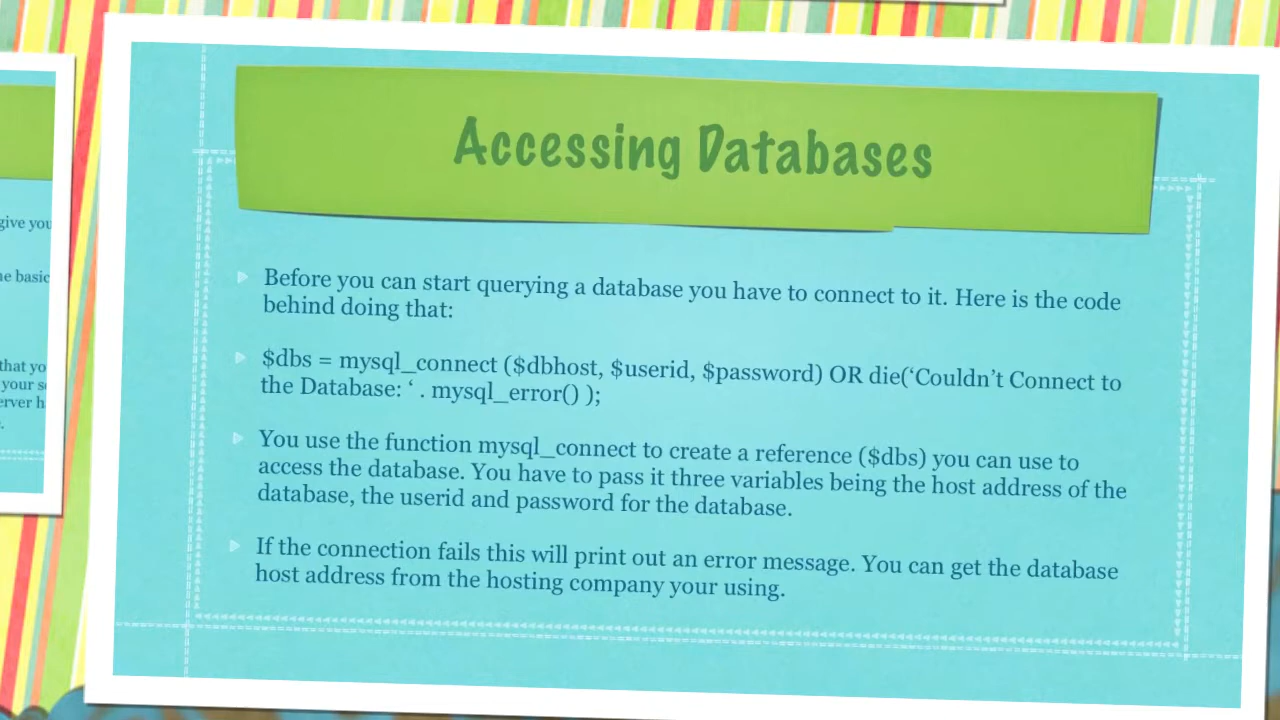 Accessing Databases
Before you can start querying a database you have to connect to it. Here is the code
behind doing that:
$dbs = mysql_connect ($dbhost, $userid, $password) OR die(‘Couldn’t Connect to
the Database: ‘ . mysql_error() );
You use the function mysql_connect to create a reference ($dbs) you can use to
access the database. You have to pass it three variables being the host address of the
database, the userid and password for the database.
If the connection fails this will print out an error message. You can get the database
host address from the hosting company your using.
give you
basic
that
your